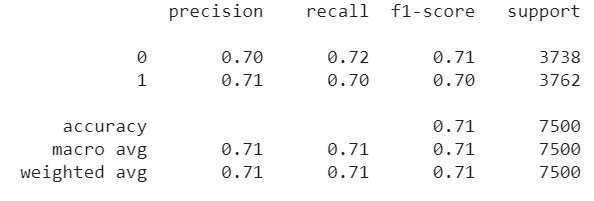 precision recall f1-score support
0 0.70 0.72 0.71 3738
1 0.71 0.70 0.70 3762
accuracy 0.71 7500
macro avg 0.71 0.71 0.71 7500
weighted avg 0.71 0.71 0.71 7500